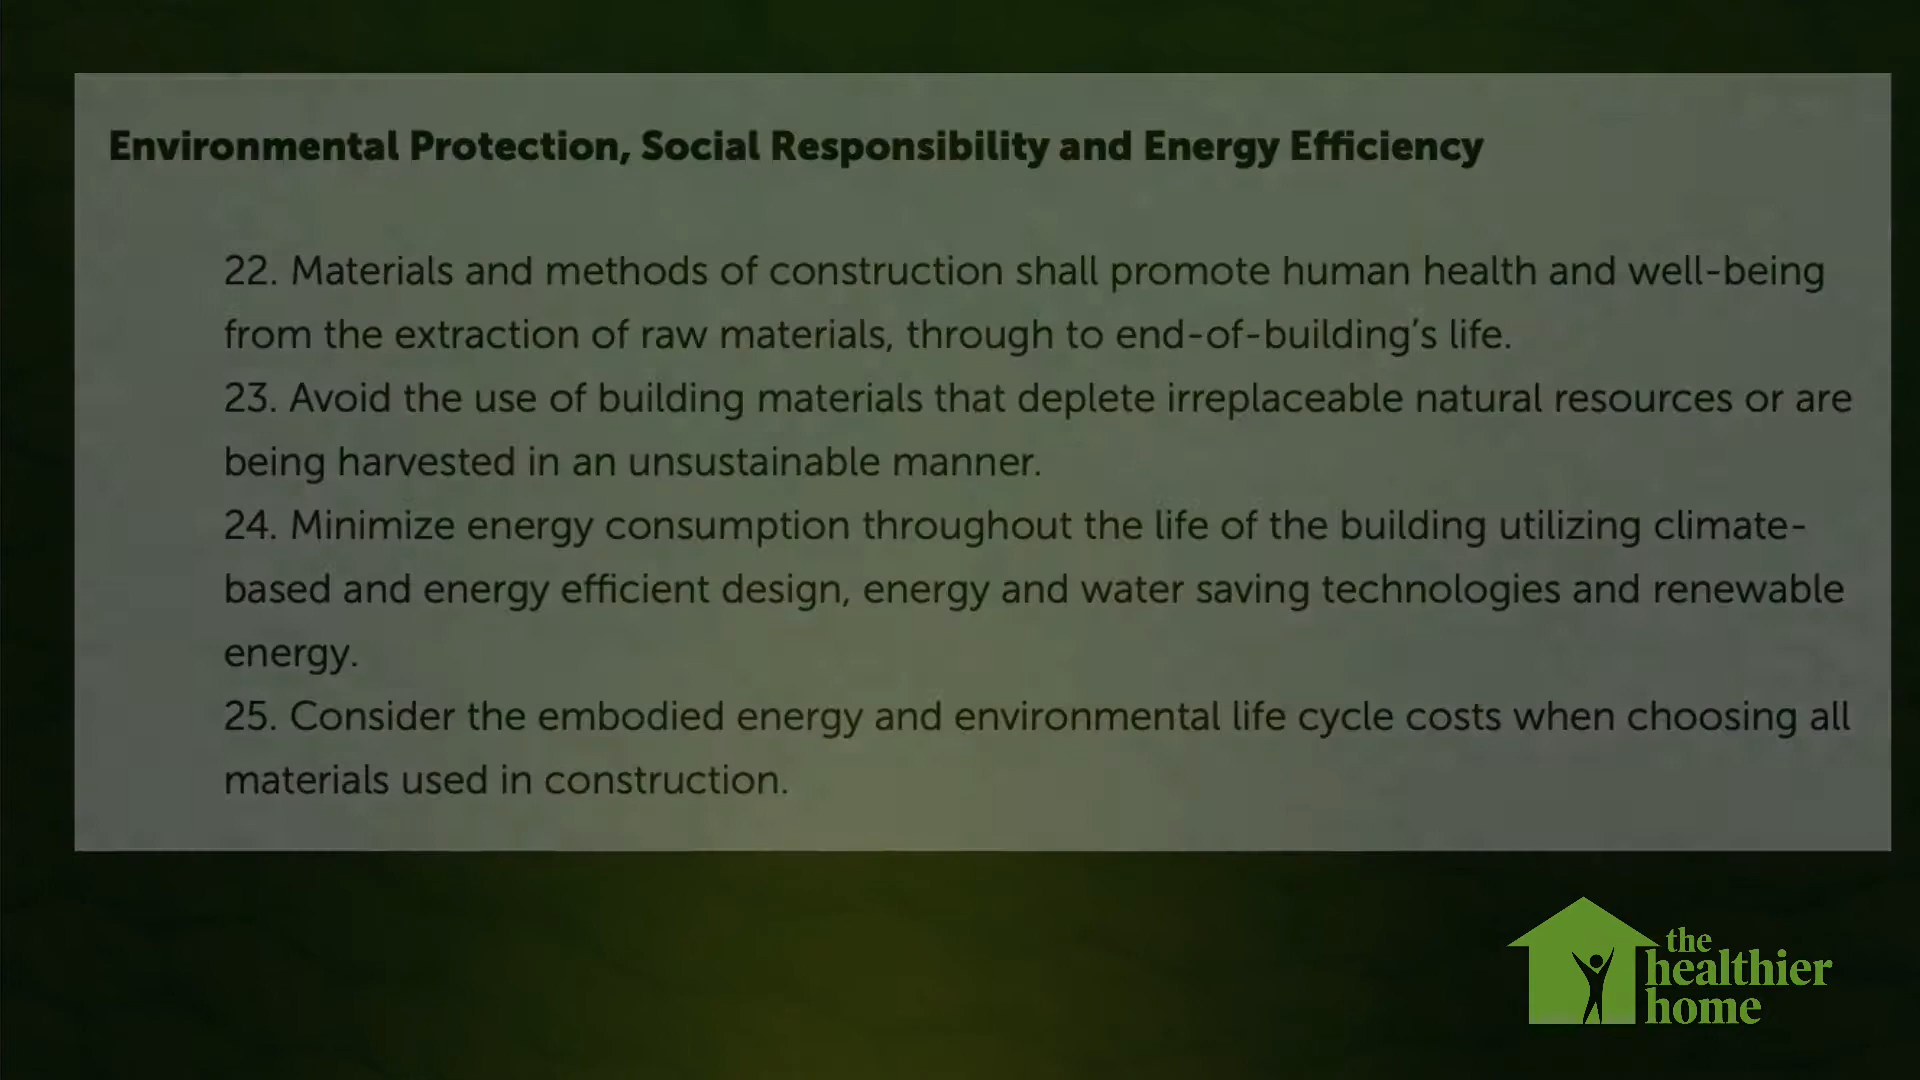 Environmental Protection, Social Responsibility and Energy Efficiency
22. Materials and methods of construction shall promote human health and well-being
from the extraction of raw materials, through to end-of-building’s life.
23. Avoid the use of building materials that deplete irreplaceable natural resources or are
being harvested in an unsustainable manner.
24. Minimize energy consumption throughout the life of the building utilizing climate-
based and energy efficient design, energy and water saving technologies and renewable
energy.
25. Consider the embodied energy and environmental life cycle costs when choosing all
materials used in construction.
the
healthier
home